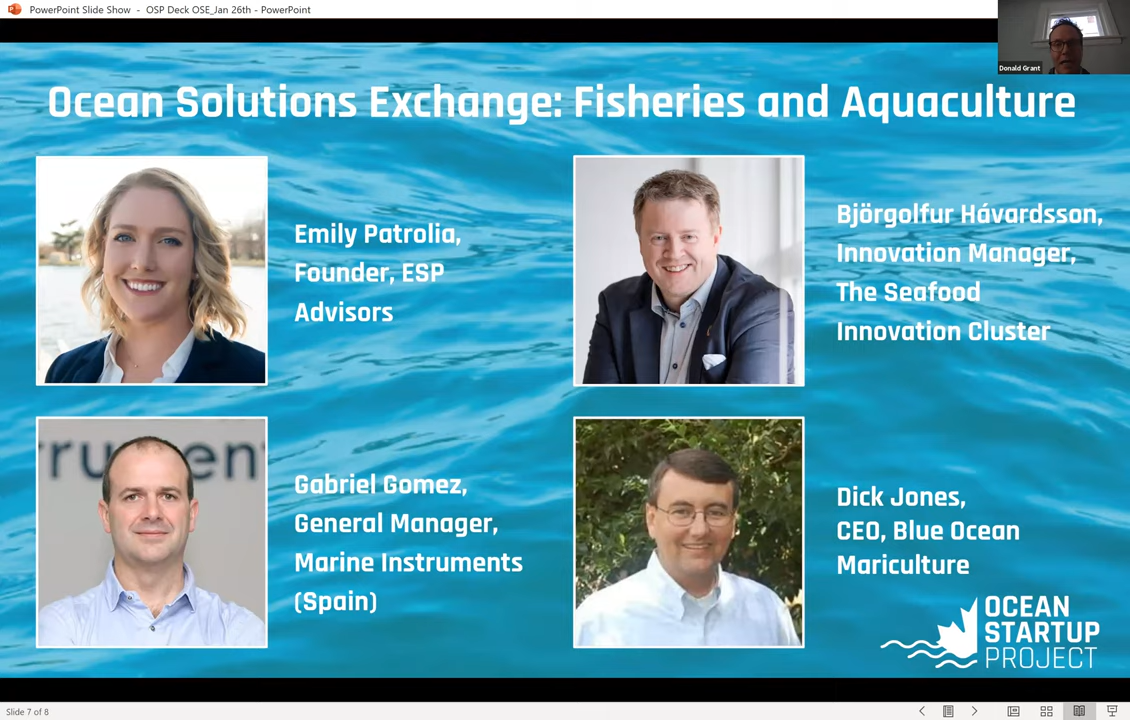 PowerPoint Slide Show - OSP Deck OSE_Jan 26th - PowerPoint
Donald Grant
Ocean Solutions Exchange: Fisheries and Aquaculture
Emily Patrolia,
Founder, ESP
Advisors
Björgolfur Hávardsson,
Innovation Manager,
The Seafood
Innovation Cluster
Gabriel Gomez,
General Manager,
Marine Instruments
(Spain)
Dick Jones,
CEO, Blue Ocean
Mariculture
OCEAN
STARTUP
PROJECT
Slide 7 of 8